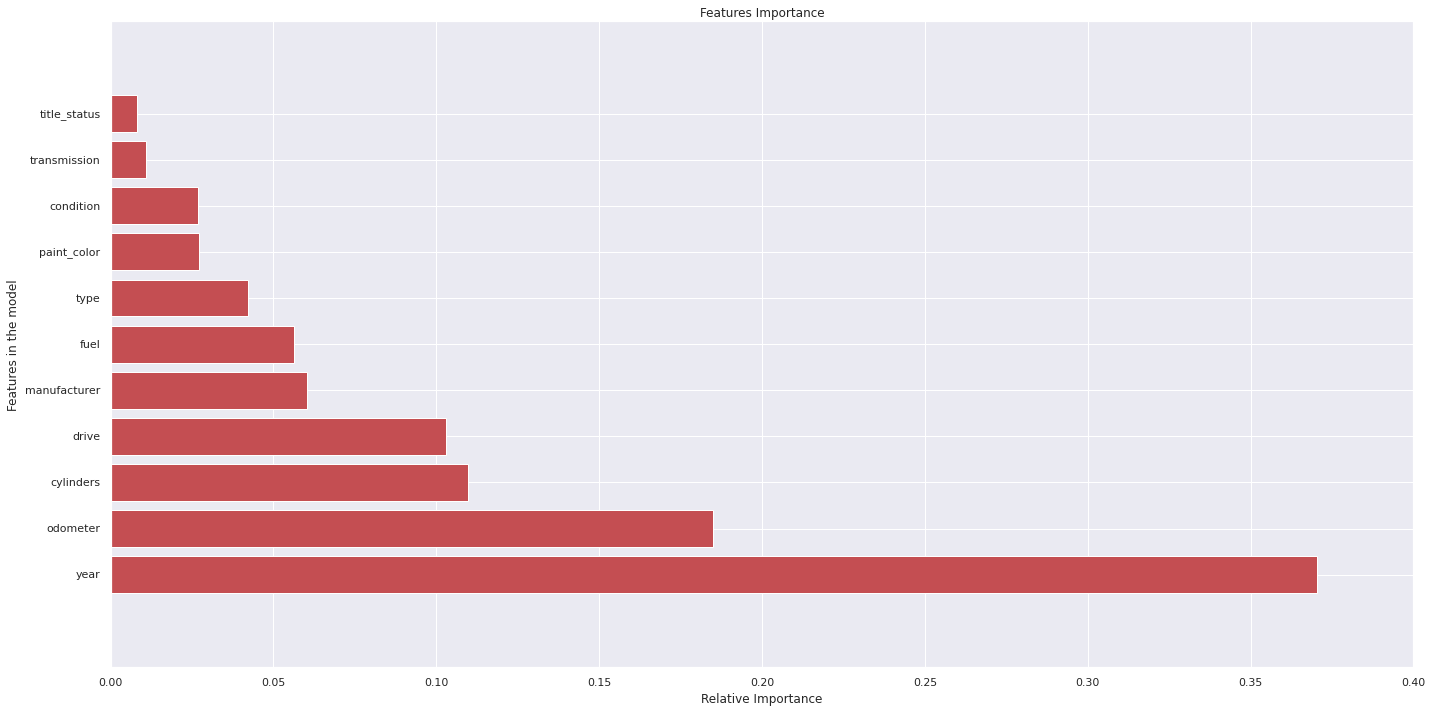 Features Importance
title_status
transmission
condition
paint_color
type
fuel
manufacturer
drive
cylinders
odometer
year
Features in the model
0.00 0.05 0.10 0.15 0.20 0.25 0.30 0.35 0.40
Relative Importance